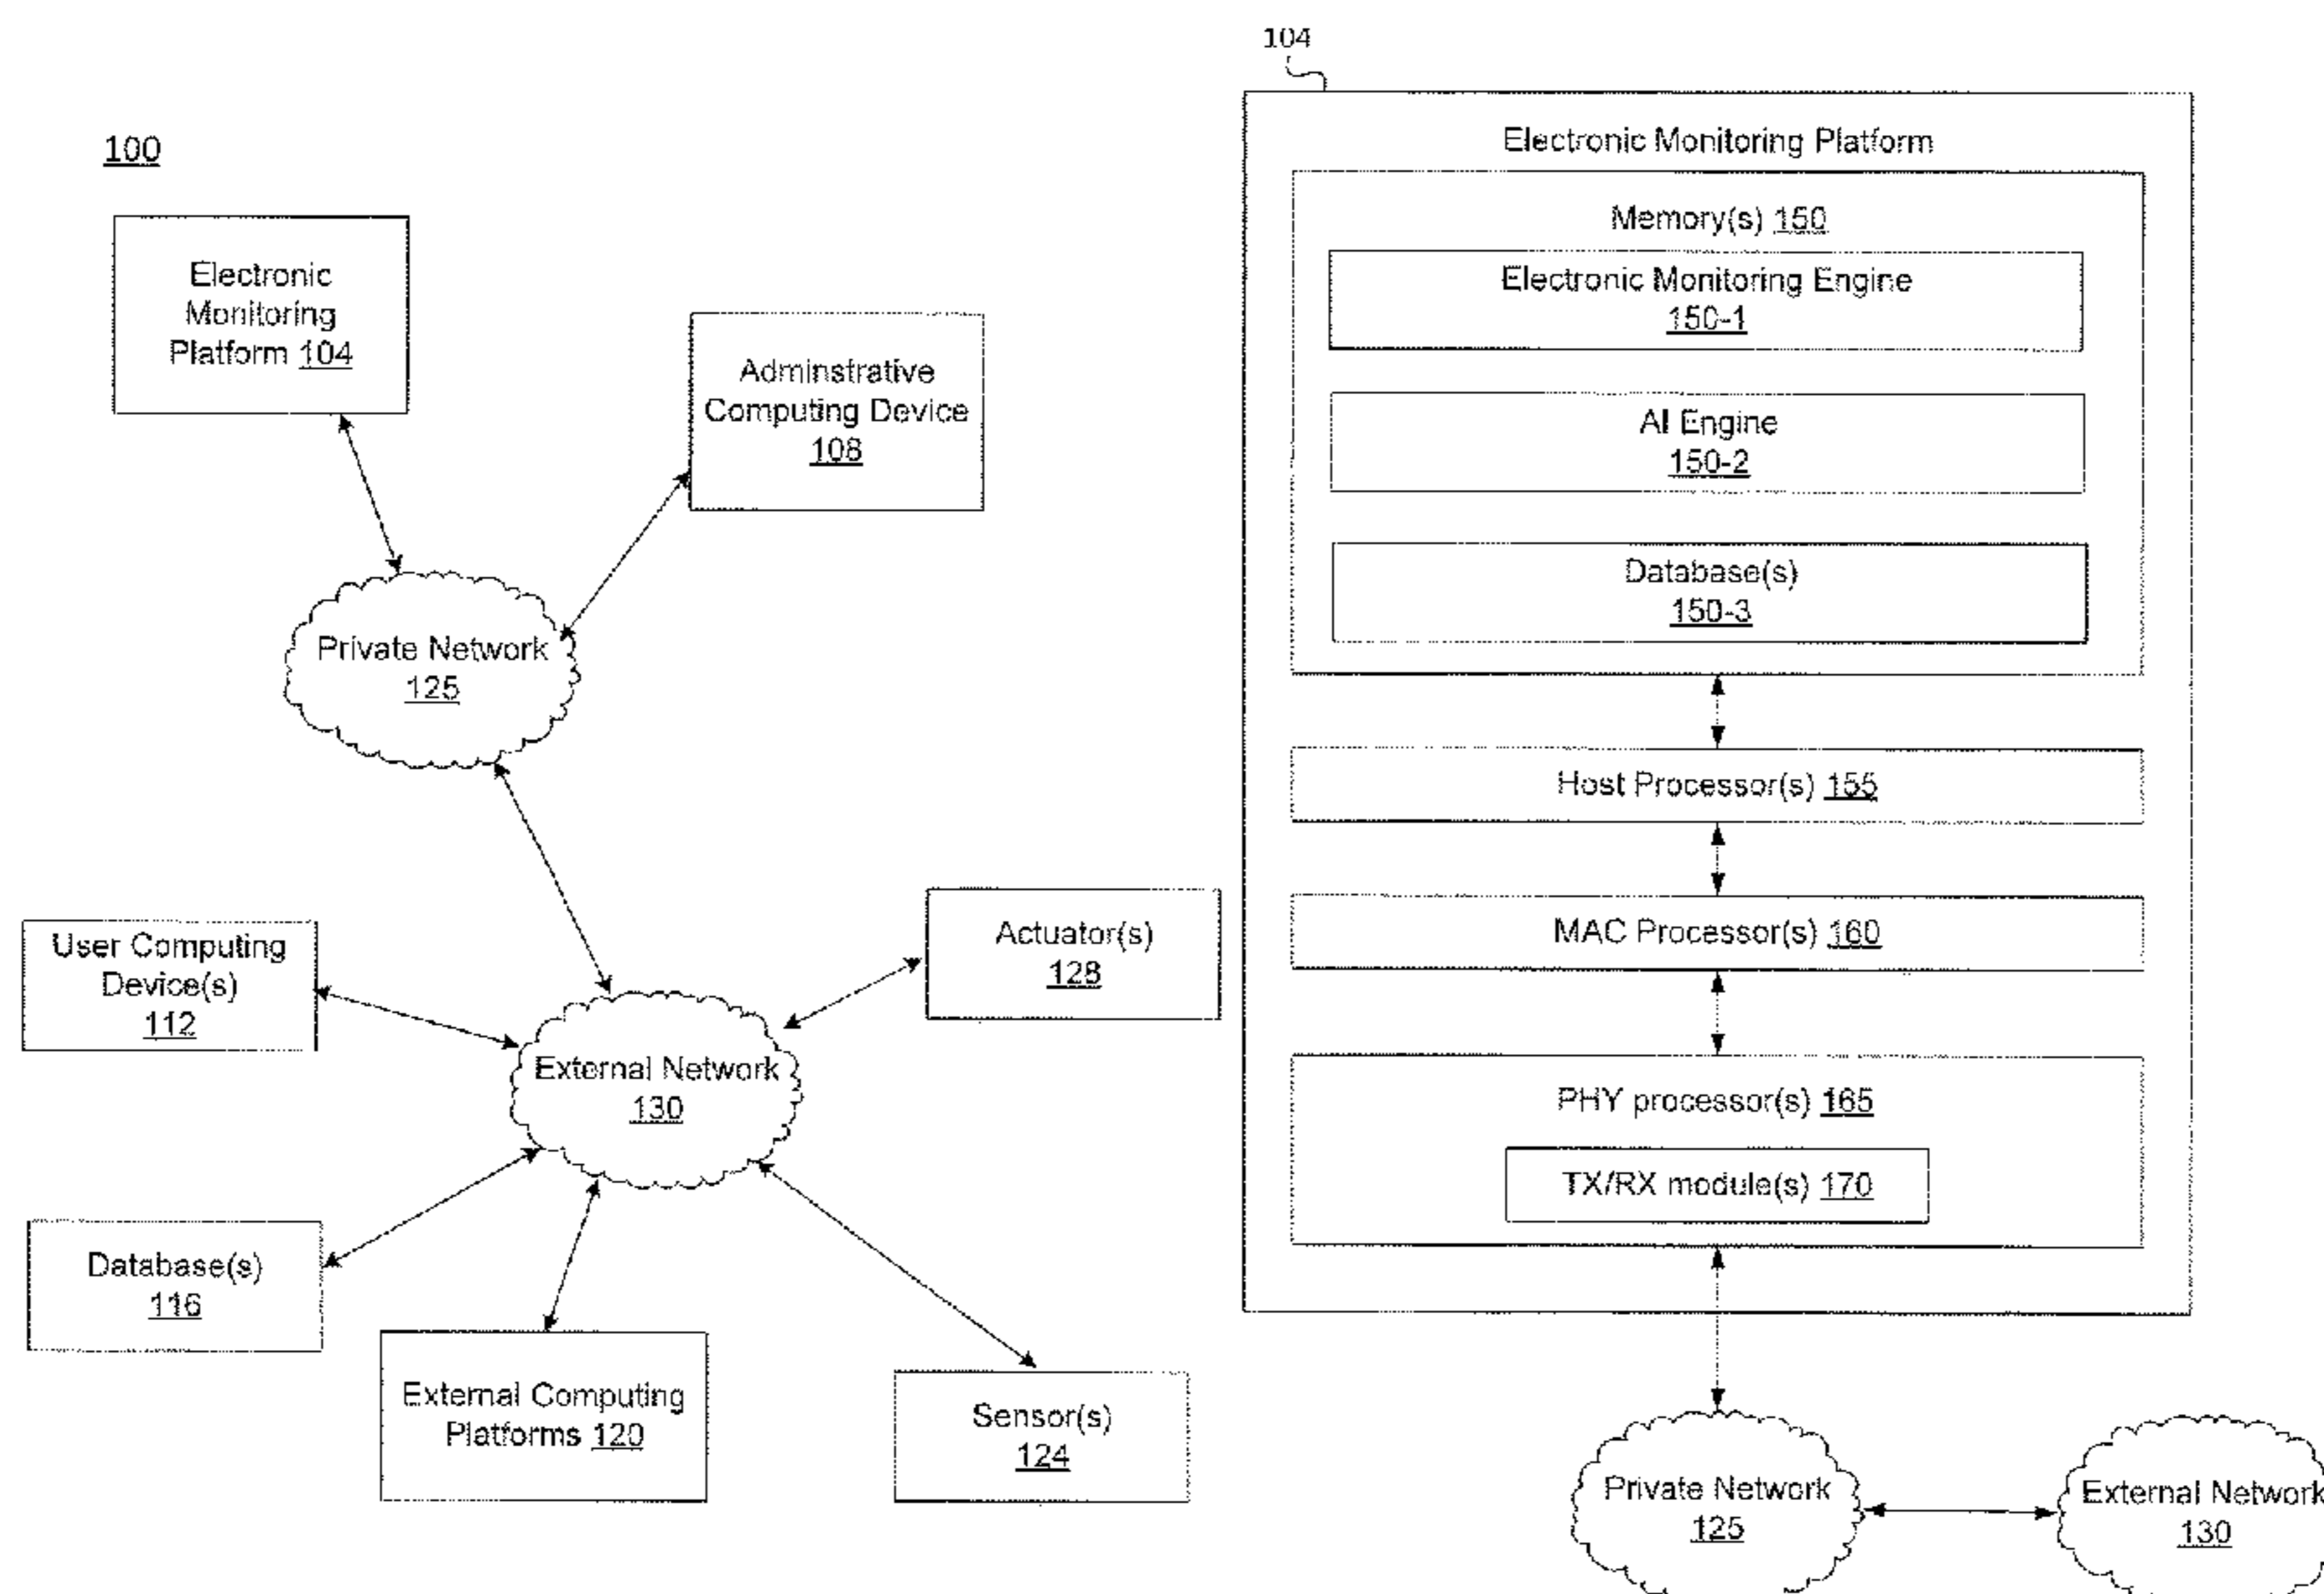 100
Electronic
Monitoring
Platform 104
Adminstrative
Computing Device
108
Private Network
125
User Computing
Device(s)
112
Actuator(s)
128
External Network
130
Database(s)
116
External Computing
Platforms 120
Sensor(s)
124
104
Electronic Monitoring Platform
Memory(s) 150
Electronic Monitoring Engine
150-1
AI Engine
150-2
Database(s)
150-3
Host Processor(s) 155
MAC Processor(s) 160
PHY processor(s) 165
TX/RX module(s) 170
Private Network
125
External Network
130